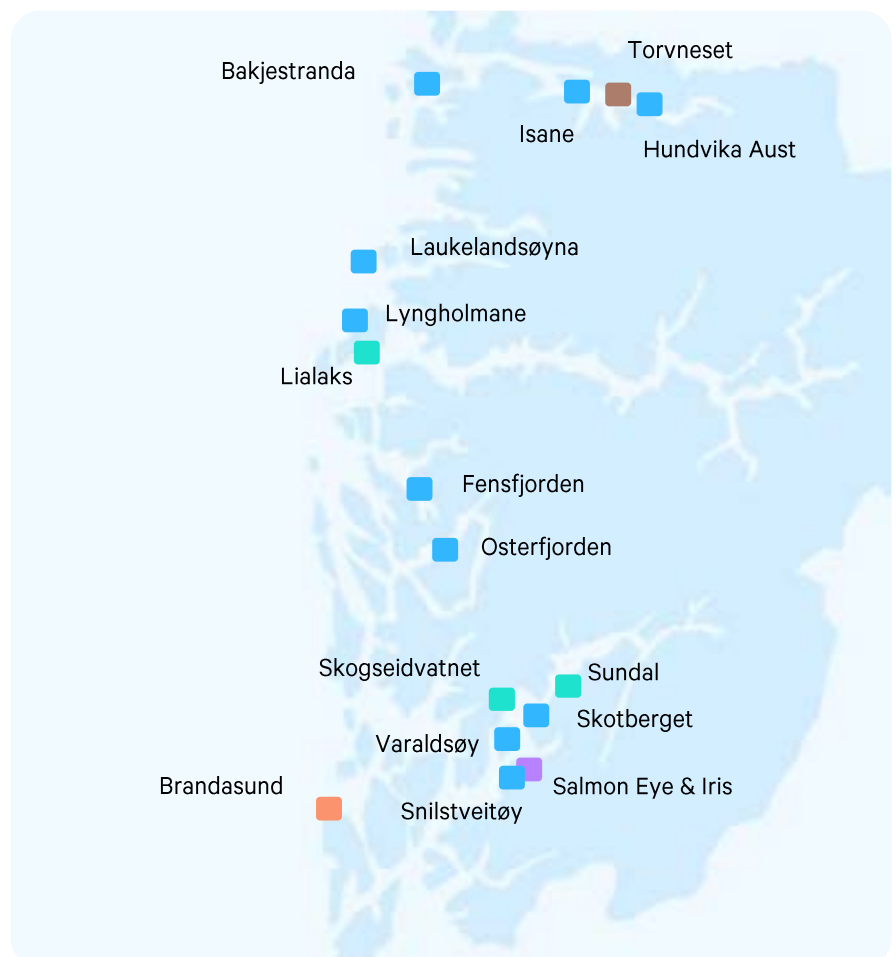 Torvneset
Bakjestranda
Isane
Hundvika Aust
Laukelandsøyna
Lyngholmane
Lialaks
Fensfjorden
Osterfjorden
Skogseidvatnet
Sundal
Skotberget
Varaldsøy
Brandasund
Salmon Eye & Iris
Snilstveitøy